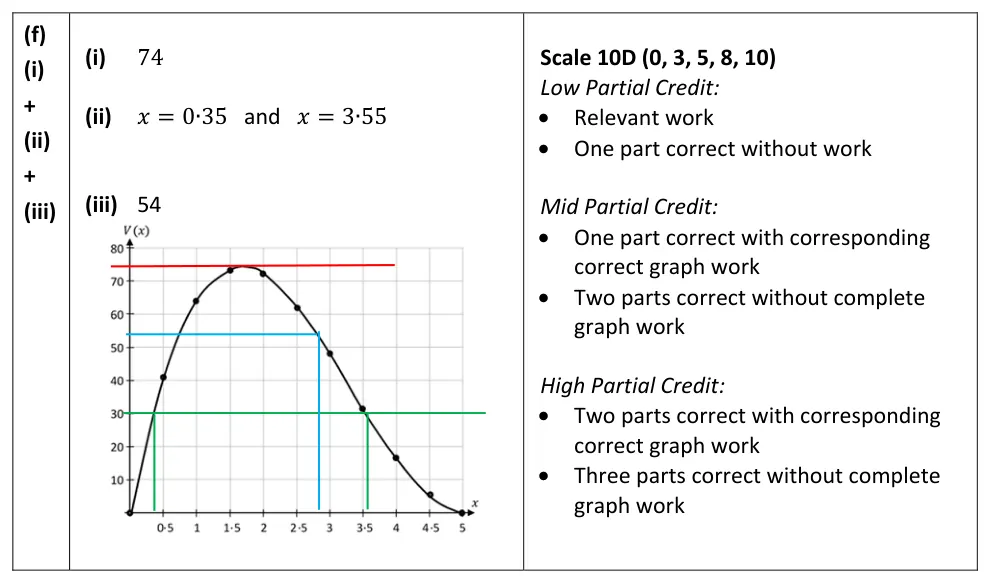 (f)
(i)
+
(ii)
+
(iii)
(i) 74
(ii) x = 0·35 and x = 3·55
(iii) 54
V(x)
80
70
60
50
40
30
20
10
x
0·5 1 1·5 2 2·5 3 3·5 4 4·5 5
Scale 10D (0, 3, 5, 8, 10)
Low Partial Credit:
• Relevant work
• One part correct without work
Mid Partial Credit:
• One part correct with corresponding
correct graph work
• Two parts correct without complete
graph work
High Partial Credit:
• Two parts correct with corresponding
correct graph work
• Three parts correct without complete
graph work